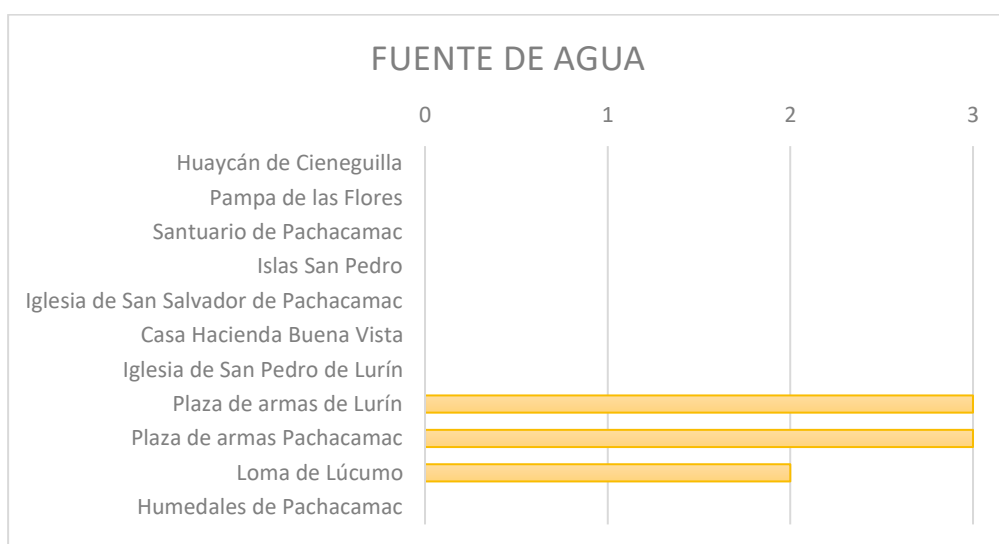 FUENTE DE AGUA
0 1 2 3
Huaycán de Cieneguilla
Pampa de las Flores
Santuario de Pachacamac
Islas San Pedro
Iglesia de San Salvador de Pachacamac
Casa Hacienda Buena Vista
Iglesia de San Pedro de Lurín
Plaza de armas de Lurín
Plaza de armas Pachacamac
Loma de Lúcumo
Humedales de Pachacamac